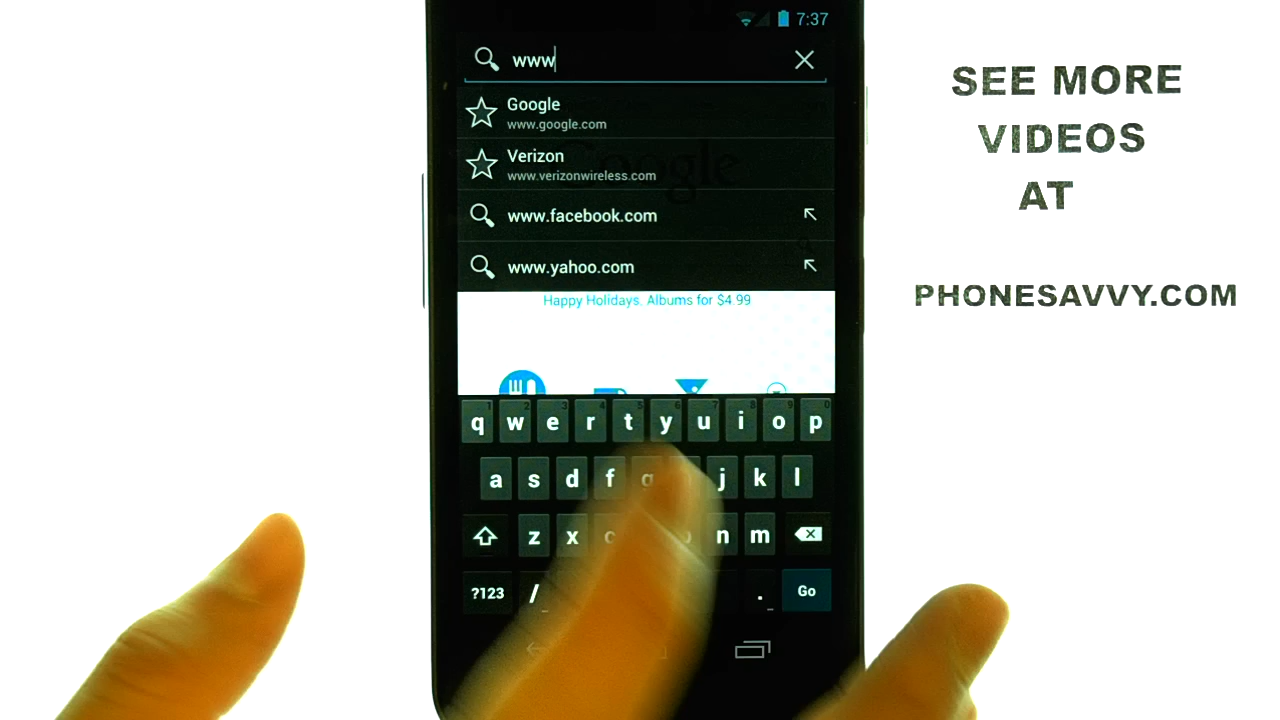 7:37
www
Google
www.google.com
Verizon
www.verizonwireless.com
www.facebook.com
www.yahoo.com
Happy Holidays. Albums for $4.99
q w e r t y u i o p
a s d f g j k l
z x c n m
?123 / . Go
SEE MORE
VIDEOS
AT
PHONESAVVY.COM